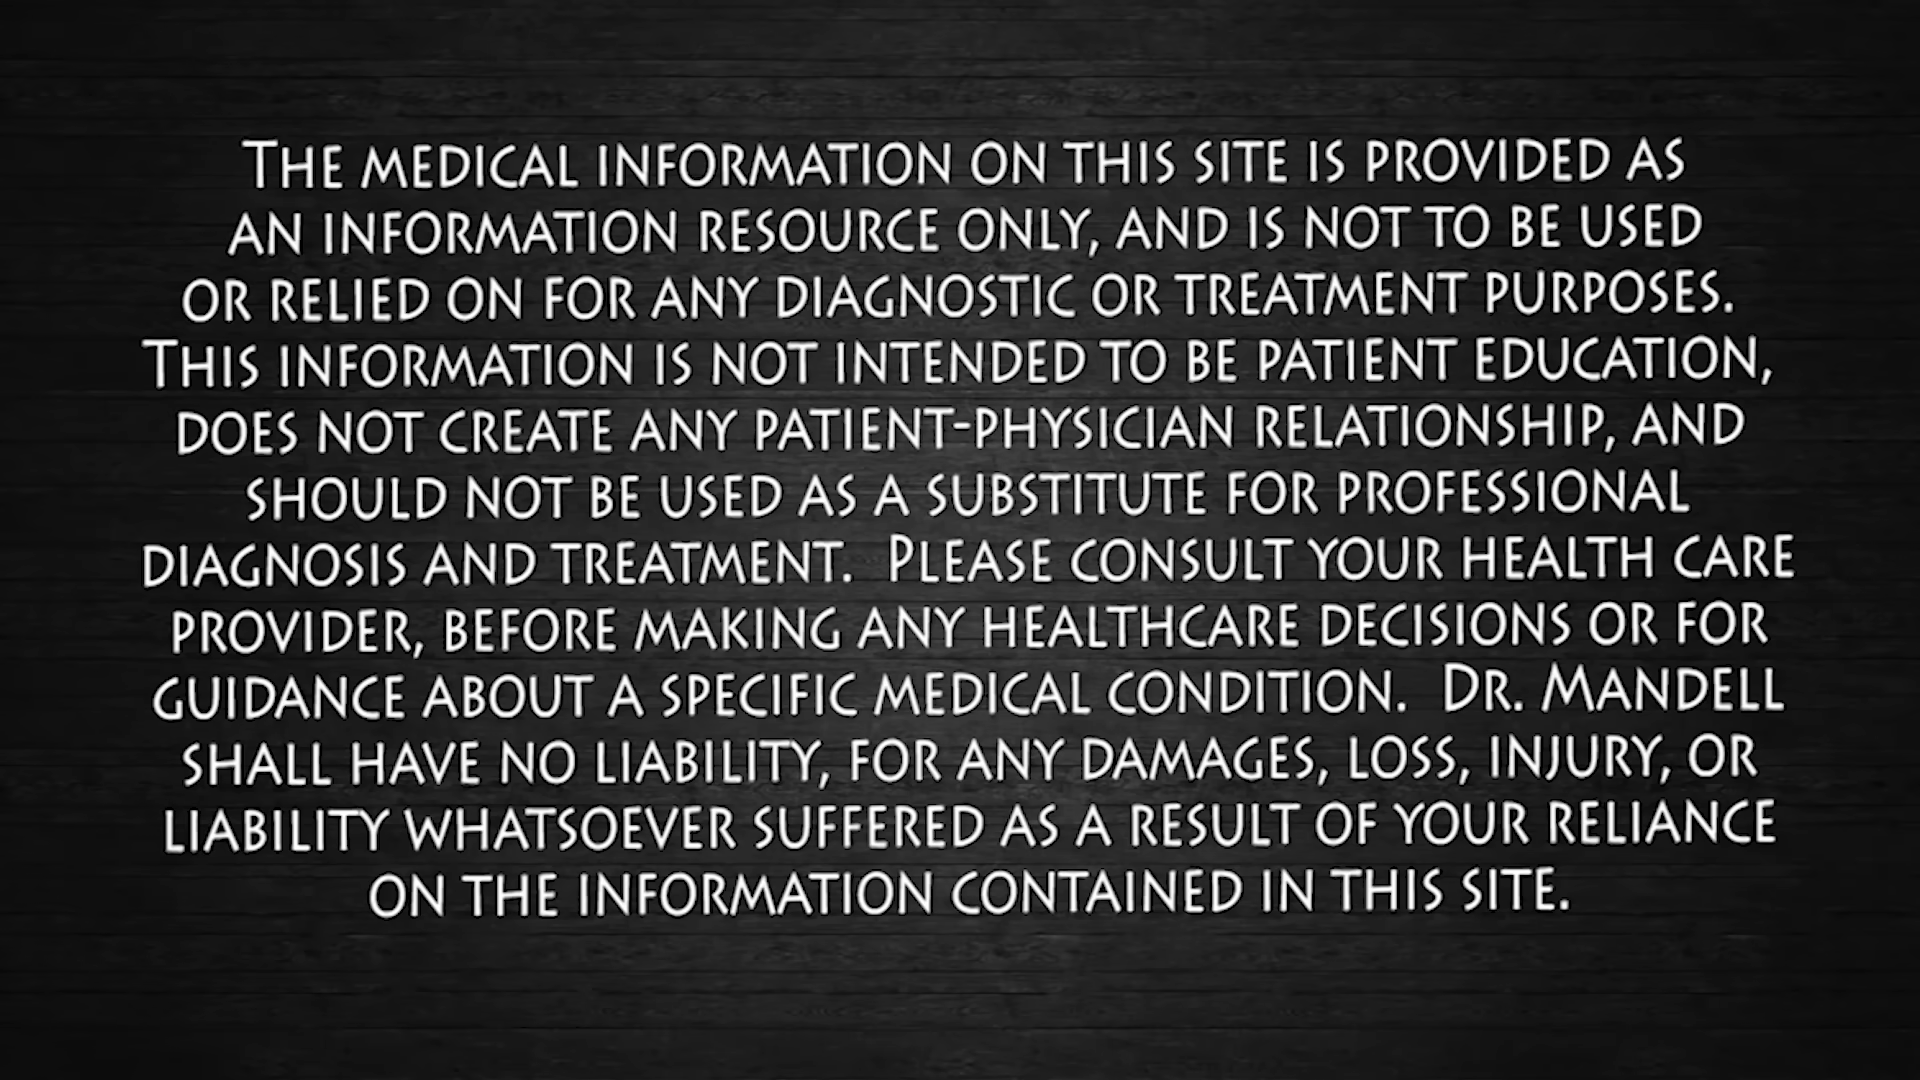 The medical information on this site is provided as
an information resource only, and is not to be used
or relied on for any diagnostic or treatment purposes.
This information is not intended to be patient education,
does not create any patient-physician relationship, and
should not be used as a substitute for professional
diagnosis and treatment. Please consult your health care
provider, before making any healthcare decisions or for
guidance about a specific medical condition. Dr. Mandell
shall have no liability, for any damages, loss, injury, or
liability whatsoever suffered as a result of your reliance
on the information contained in this site.